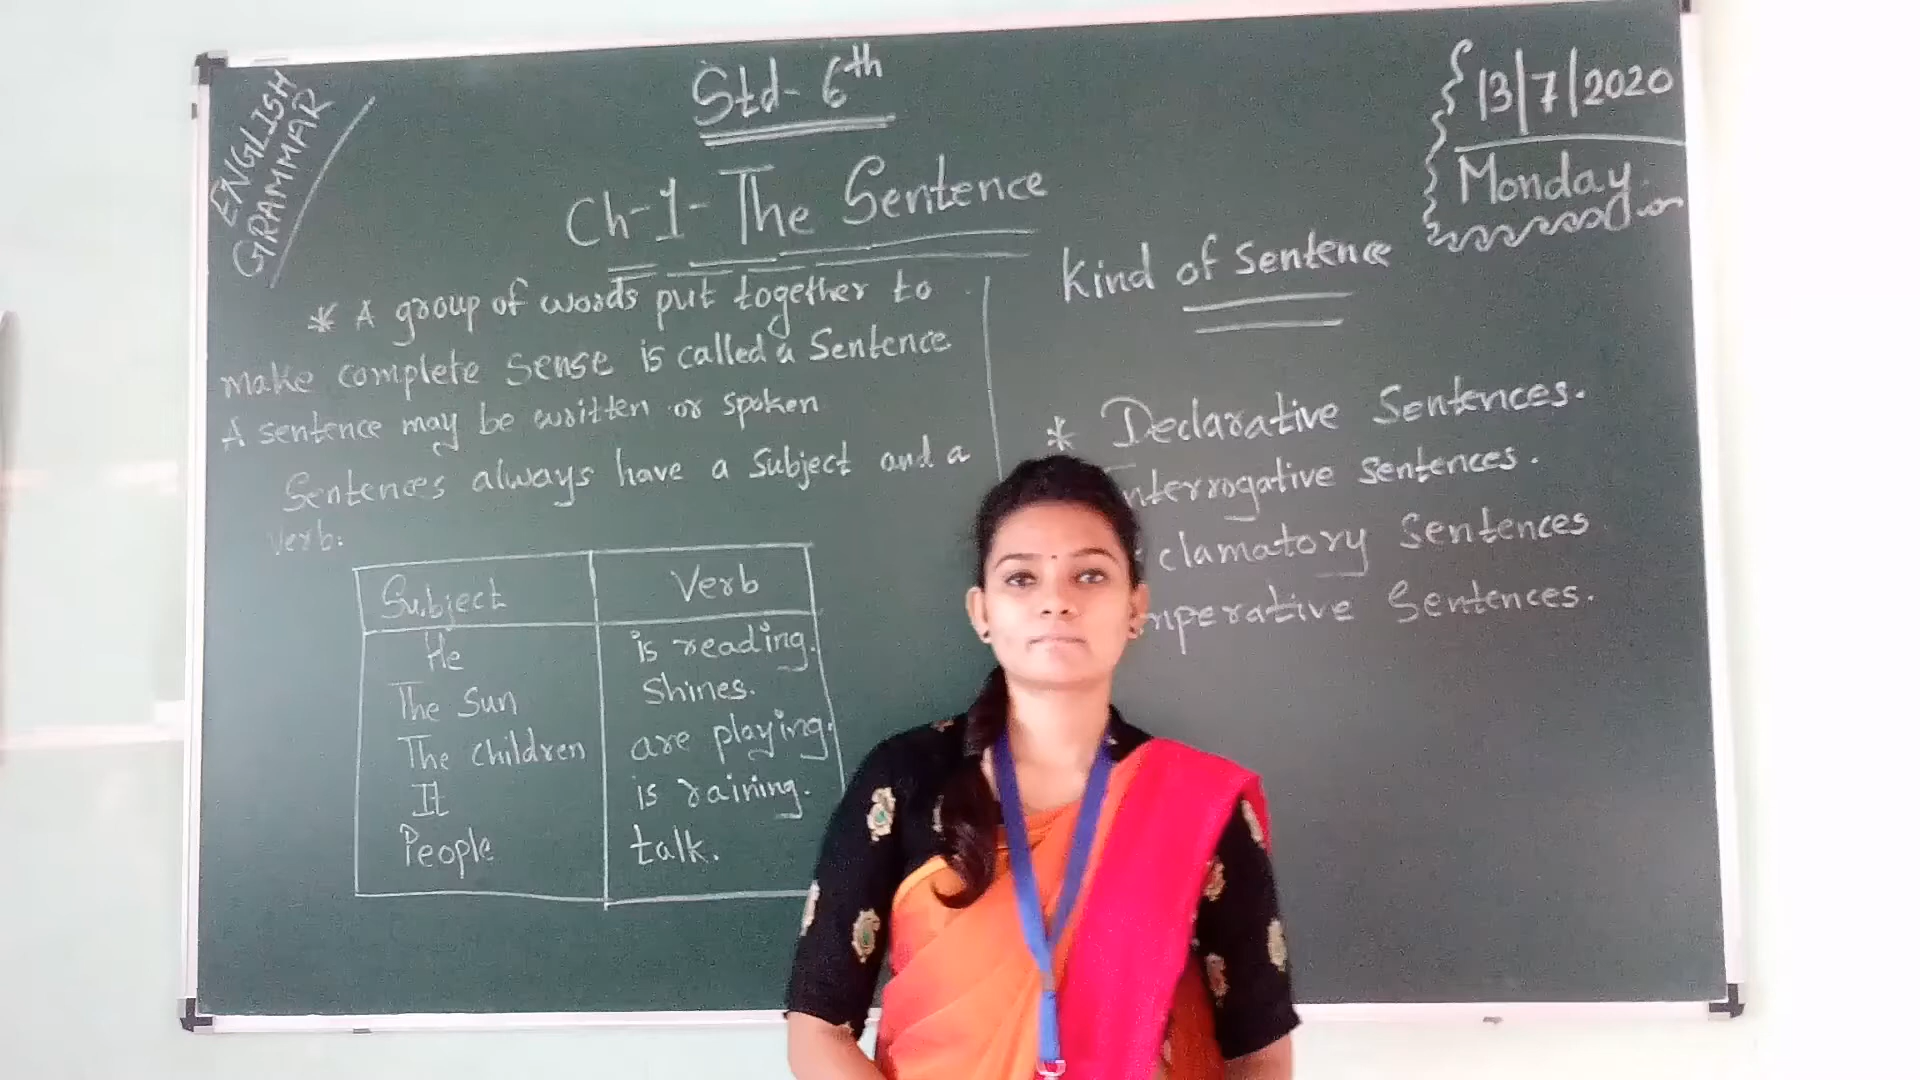 ENGLISH
GRAMMAR
Std- 6th
13/7/2020
Monday
Ch-1- The Sentence
* A group of words put together to
make complete sense is called a Sentence
A sentence may be written or spoken
Sentences always have a Subject and a
verb.
Subject Verb
He is reading.
The Sun Shines.
The children are playing.
It is raining.
People talk.
Kind of Sentence
* Declarative Sentences.
nterrogative Sentences.
clamatory Sentences
mperative Sentences.